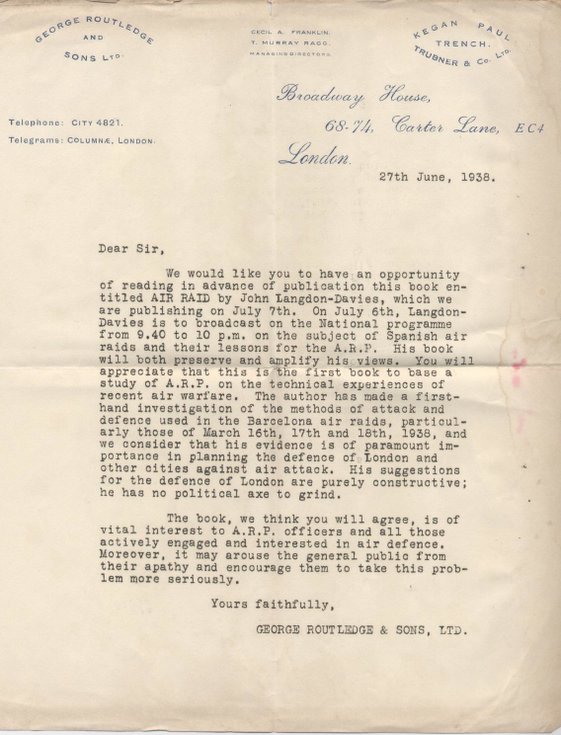 GEORGE ROUTLEDGE
AND
SONS LTD.
CECIL A. FRANKLIN.
T. MURRAY RAGG.
MANAGING DIRECTORS.
KEGAN PAUL
TRENCH,
TRUBNER & Co. LTD.
Broadway House,
68-74, Carter Lane, EC4
London.
Telephone: CITY 4821.
Telegrams: COLUMNÆ, LONDON.
27th June, 1938.
Dear Sir,
We would like you to have an opportunity
of reading in advance of publication this book en-
titled AIR RAID by John Langdon-Davies, which we
are publishing on July 7th. On July 6th, Langdon-
Davies is to broadcast on the National programme
from 9.40 to 10 p.m. on the subject of Spanish air
raids and their lessons for the A.R.P. His book
will both preserve and amplify his views. You will
appreciate that this is the first book to base a
study of A.R.P. on the technical experiences of
recent air warfare. The author has made a first-
hand investigation of the methods of attack and
defence used in the Barcelona air raids, particul-
arly those of March 16th, 17th and 18th, 1938, and
we consider that his evidence is of paramount im-
portance in planning the defence of London and
other cities against air attack. His suggestions
for the defence of London are purely constructive;
he has no political axe to grind.
The book, we think you will agree, is of
vital interest to A.R.P. officers and all those
actively engaged and interested in air defence.
Moreover, it may arouse the general public from
their apathy and encourage them to take this prob-
lem more seriously.
Yours faithfully,
GEORGE ROUTLEDGE & SONS, LTD.